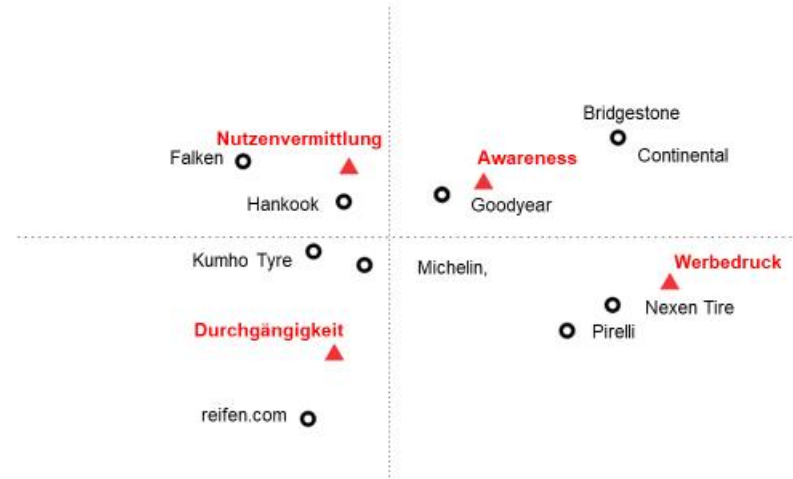 Bridgestone
Nutzenvermittlung
Falken
Awareness
Continental
Hankook
Goodyear
Kumho Tyre
Michelin,
Werbedruck
Nexen Tire
Durchgängigkeit
Pirelli
reifen.com